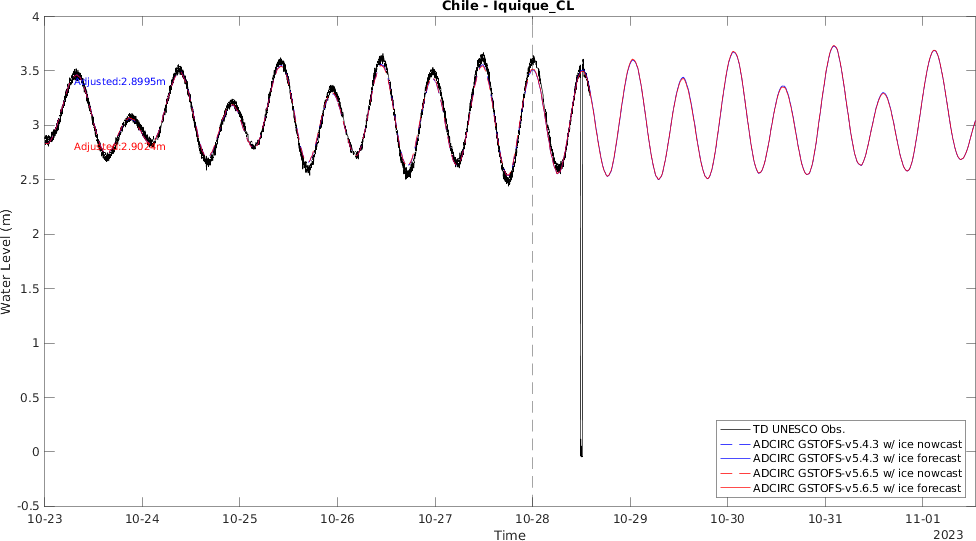 Chile - Iquique_CL
4
3.5
3
2.5
2
1.5
1
0.5
0
-0.5
Water Level (m)
Adjusted:2.8995m
Adjusted:2.9024m
TD UNESCO Obs.
ADCIRC GSTOFS-v5.4.3 w/ ice nowcast
ADCIRC GSTOFS-v5.4.3 w/ ice forecast
ADCIRC GSTOFS-v5.6.5 w/ ice nowcast
ADCIRC GSTOFS-v5.6.5 w/ ice forecast
10-23 10-24 10-25 10-26 10-27 10-28 10-29 10-30 10-31 11-01
Time
2023